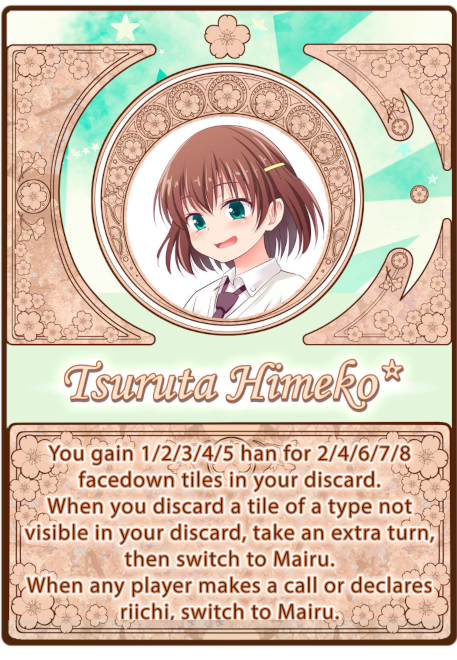 Tsuruta Himeko☆
You gain 1/2/3/4/5 han for 2/4/6/7/8
facedown tiles in your discard.
When you discard a tile of a type not
visible in your discard, take an extra turn,
then switch to Mairu.
When any player makes a call or declares
riichi, switch to Mairu.